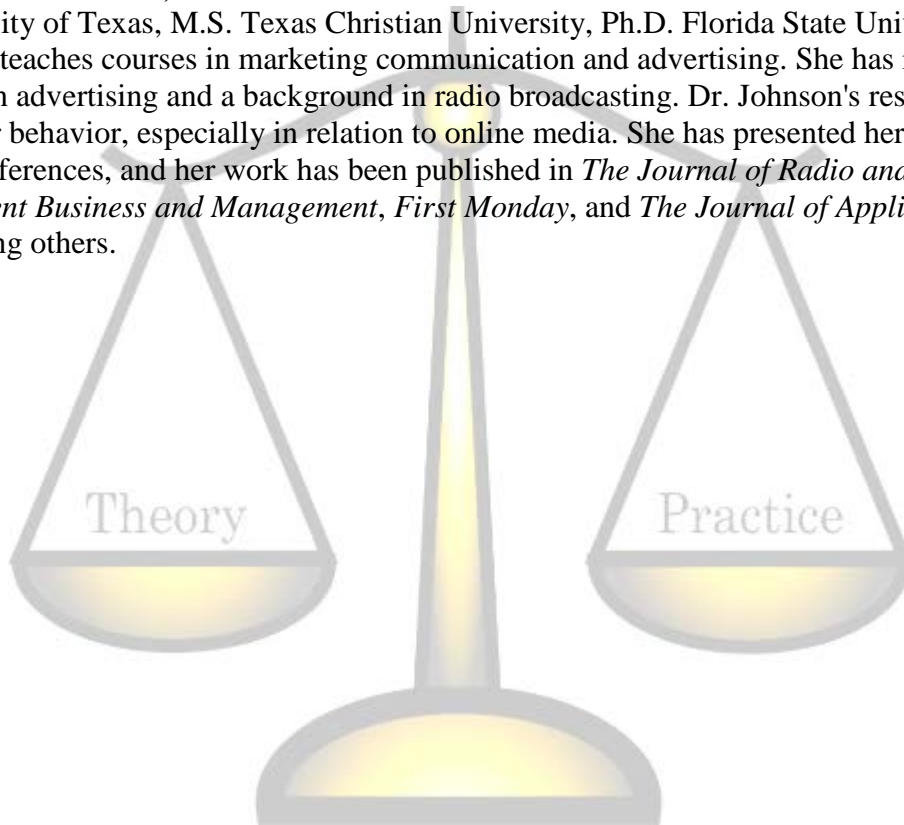 ity of Texas, M.S. Texas Christian University, Ph.D. Florida State Uni
teaches courses in marketing communication and advertising. She has
advertising and a background in radio broadcasting. Dr. Johnson's res
behavior, especially in relation to online media. She has presented her
ferences, and her work has been published in The Journal of Radio and
ent Business and Management, First Monday, and The Journal of Appli
ng others.
Theory
Practice